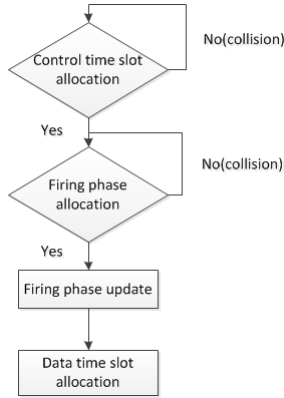 No(collision)
Control time slot
allocation
Yes
No(collision)
Firing phase
allocation
Yes
Firing phase update
Data time slot
allocation